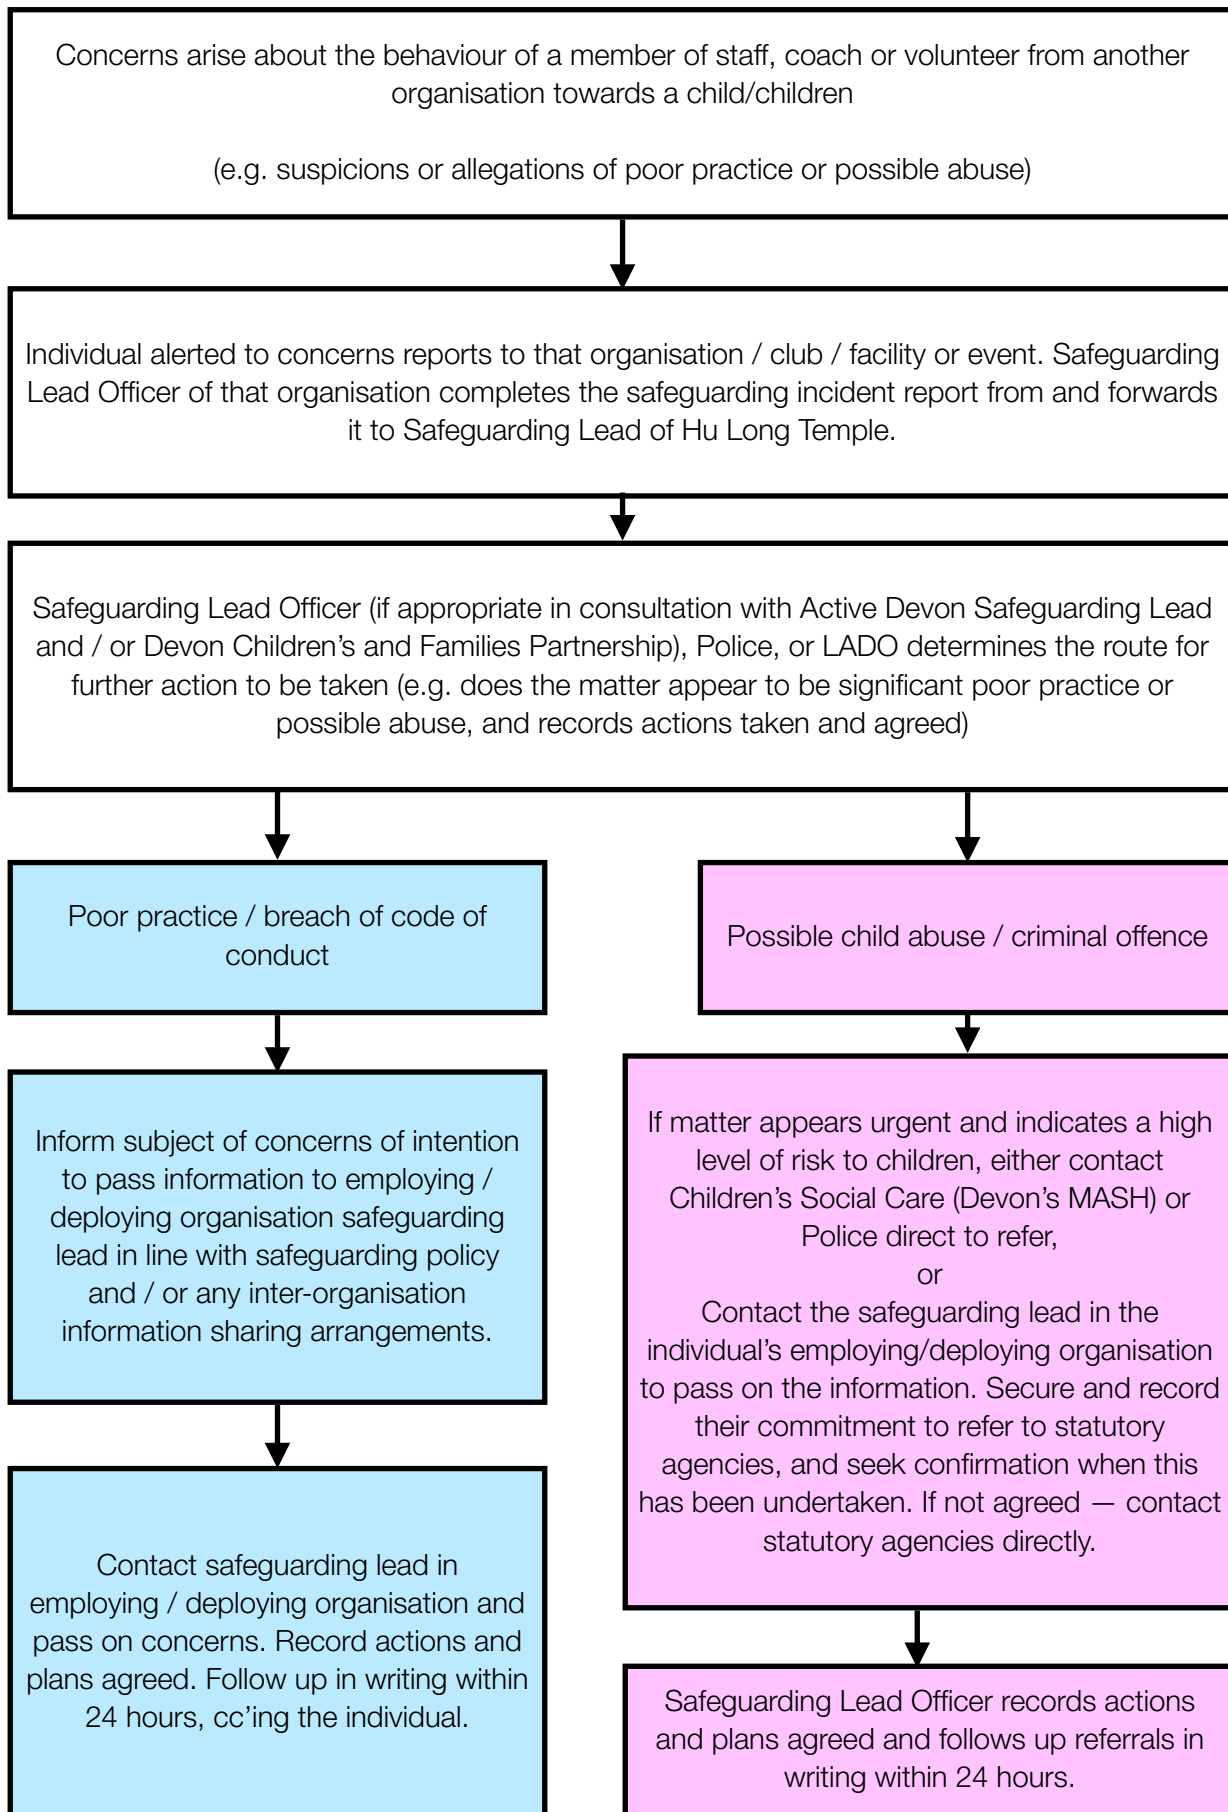 Concerns arise about the behaviour of a member of staff, coach or volunteer from another
organisation towards a child/children
(e.g. suspicions or allegations of poor practice or possible abuse)
Individual alerted to concerns reports to that organisation / club / facility or event. Safeguarding
Lead Officer of that organisation completes the safeguarding incident report from and forwards
it to Safeguarding Lead of Hu Long Temple.
Safeguarding Lead Officer (if appropriate in consultation with Active Devon Safeguarding Lead
and / or Devon Children’s and Families Partnership), Police, or LADO determines the route for
further action to be taken (e.g. does the matter appear to be significant poor practice or
possible abuse, and records actions taken and agreed)
Poor practice / breach of code of
conduct
Inform subject of concerns of intention
to pass information to employing /
deploying organisation safeguarding
lead in line with safeguarding policy
and / or any inter-organisation
information sharing arrangements.
Contact safeguarding lead in
employing / deploying organisation and
pass on concerns. Record actions and
plans agreed. Follow up in writing within
24 hours, cc’ing the individual.
Possible child abuse / criminal offence
If matter appears urgent and indicates a high
level of risk to children, either contact
Children’s Social Care (Devon’s MASH) or
Police direct to refer,
or
Contact the safeguarding lead in the
individual’s employing/deploying organisation
to pass on the information. Secure and record
their commitment to refer to statutory
agencies, and seek confirmation when this
has been undertaken. If not agreed — contact
statutory agencies directly.
Safeguarding Lead Officer records actions
and plans agreed and follows up referrals in
writing within 24 hours.